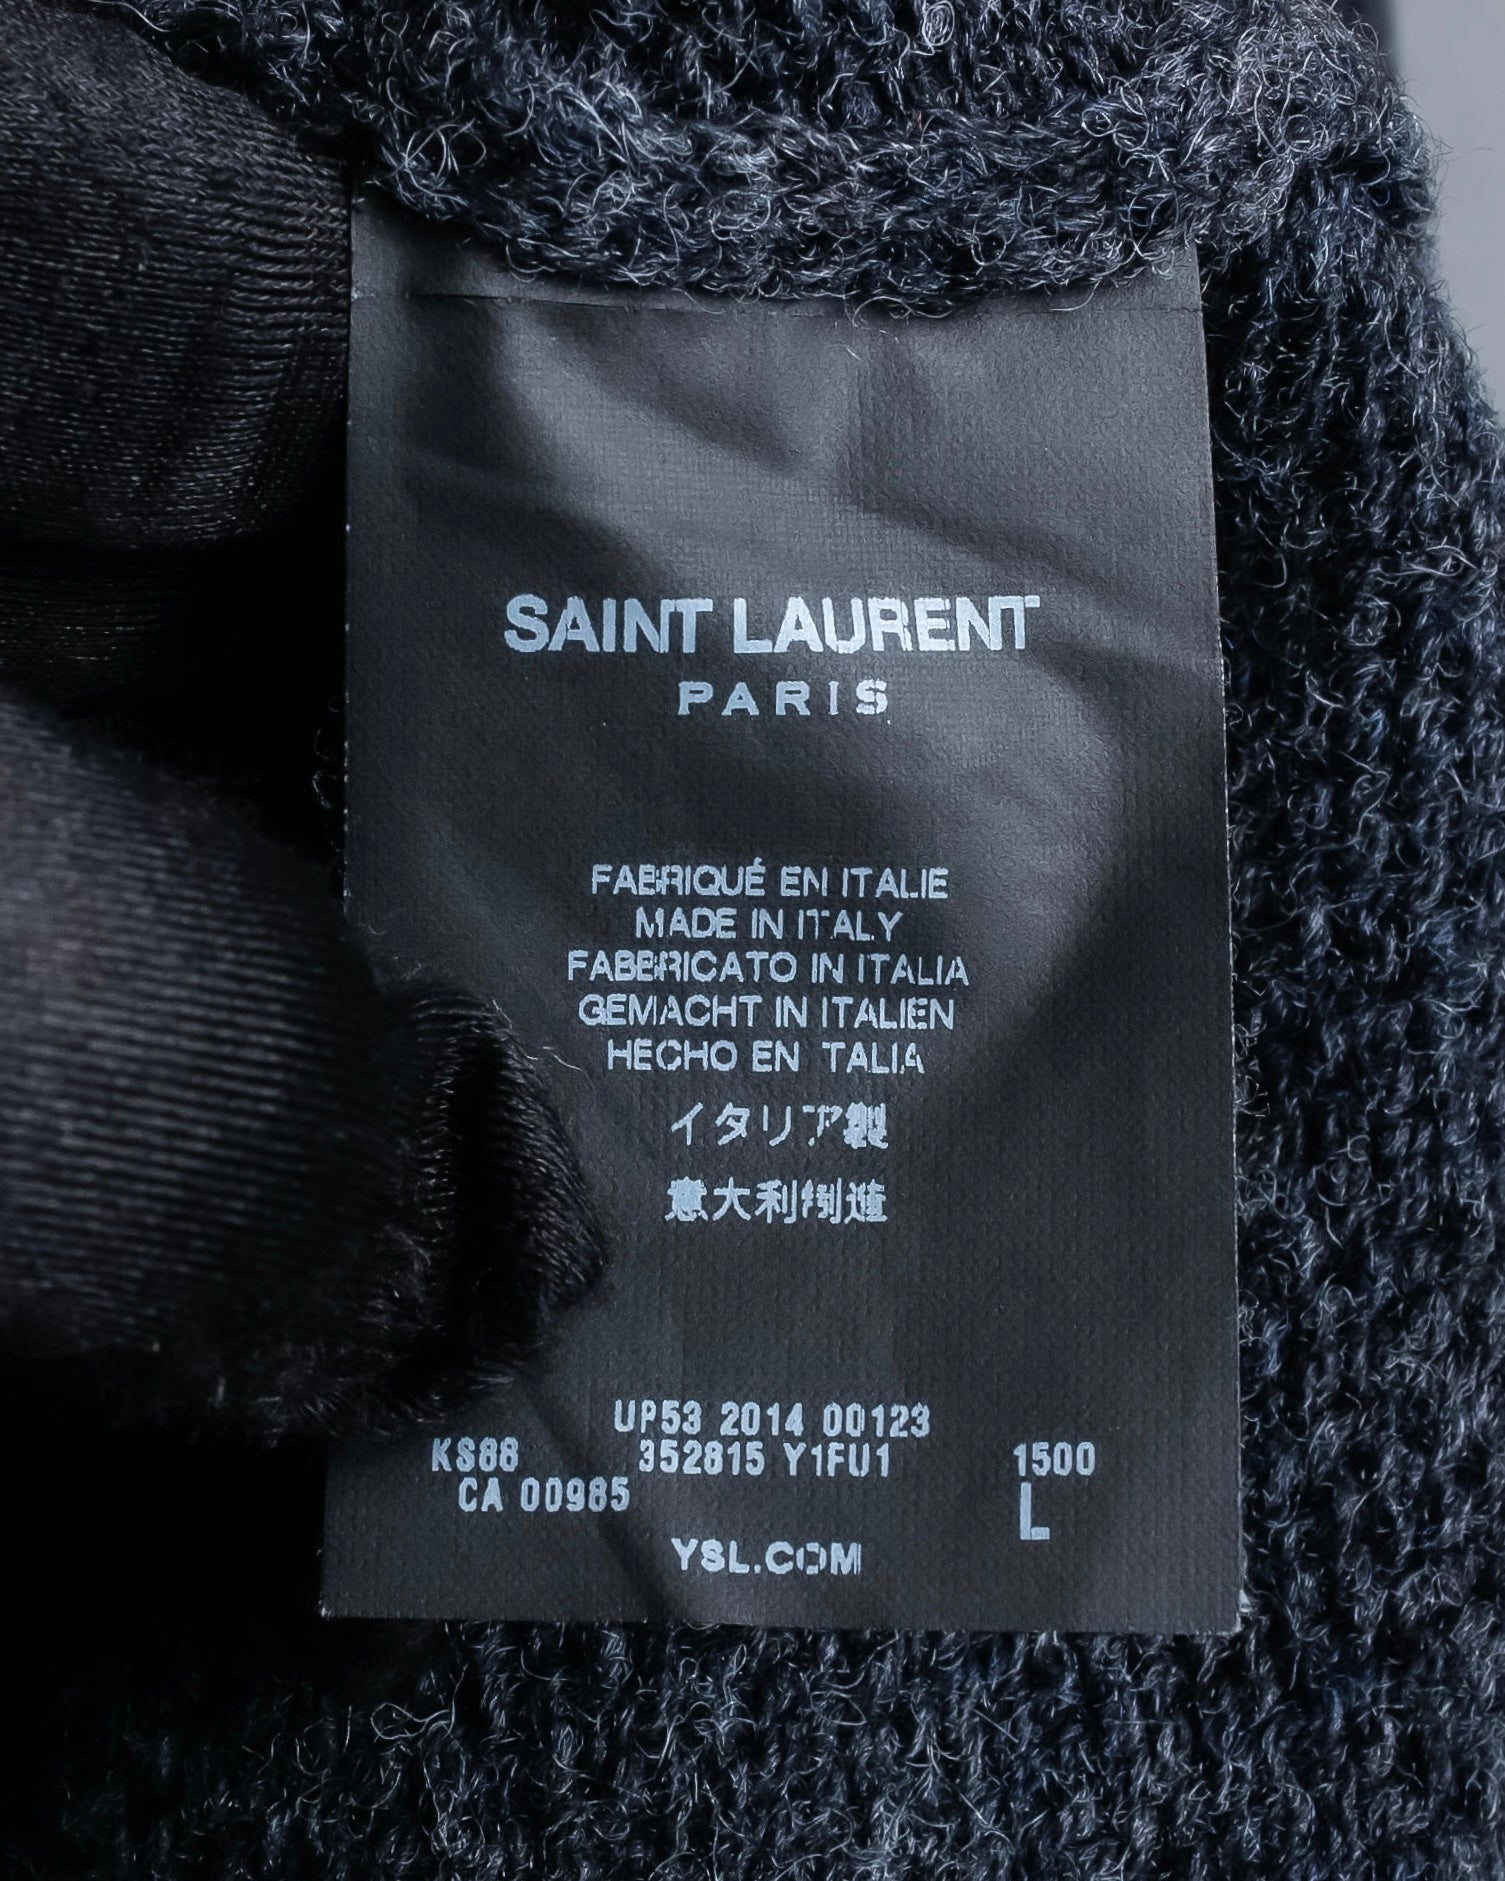 SAINT LAURENT
PARIS
FABRIQUÉ EN ITALIE
MADE IN ITALY
FABBRICATO IN ITALIA
GEMACHT IN ITALIEN
HECHO EN ITALIA
イタリア製
意大利制造
UP53 2014 00123
KS88 352815 Y1FU1 1500
CA 00985 L
YSL.COM